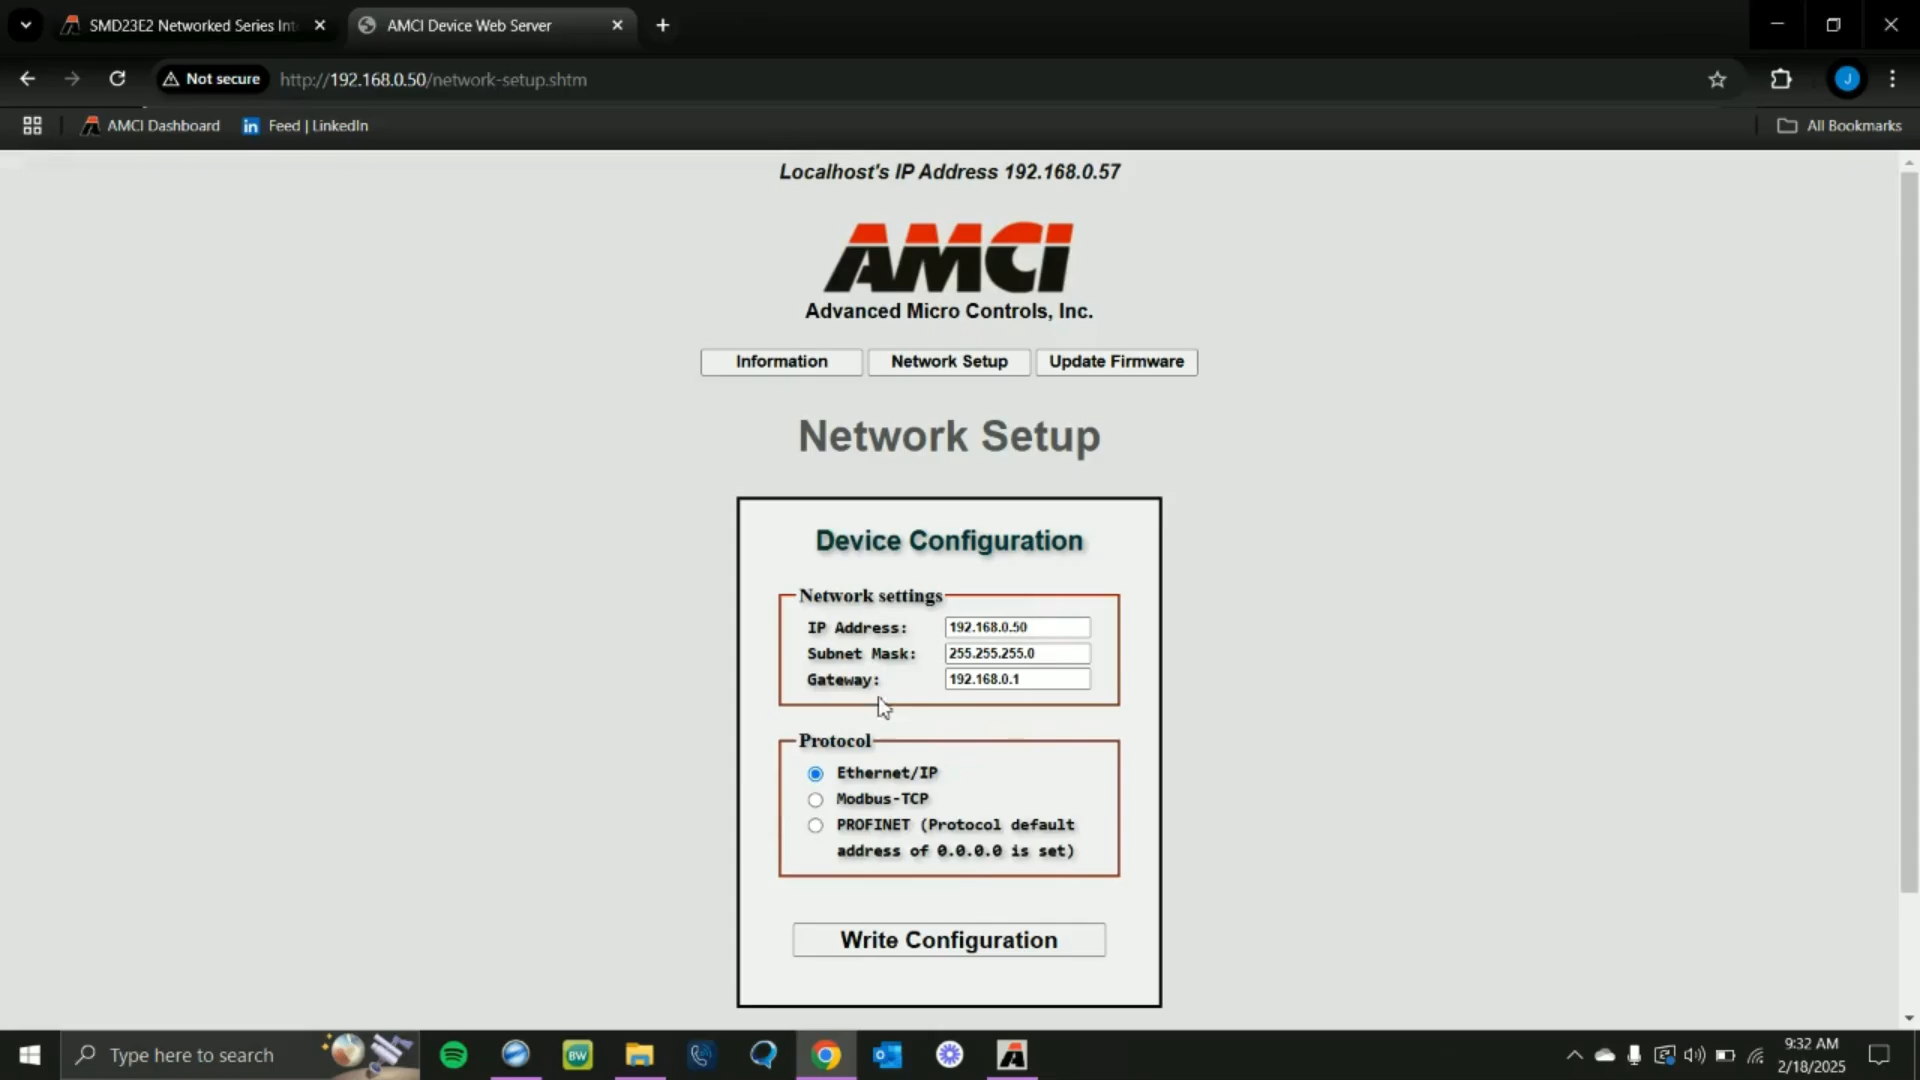 SMD23E2 Networked Series Int
AMCI Device Web Server
Not secure
http://192.168.0.50/network-setup.shtm
J
AMCI Dashboard
in Feed | LinkedIn
All Bookmarks
Localhost's IP Address 192.168.0.57
AMCI
Advanced Micro Controls, Inc.
Information
Network Setup
Update Firmware
Network Setup
Device Configuration
Network settings
IP Address: 192.168.0.50
Subnet Mask: 255.255.255.0
Gateway: 192.168.0.1
Protocol
Ethernet/IP
Modbus-TCP
PROFINET (Protocol default
address of 0.0.0.0 is set)
Write Configuration
Type here to search
BW
9:32 AM
2/18/2025